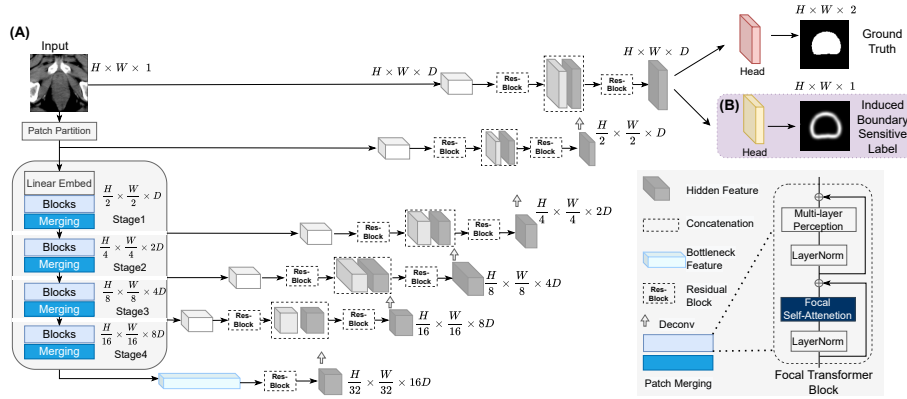 (A)
Input
H × W × 1
H × W × D
H × W × D
H × W × 2
Ground
Truth
Head
Res-
Block
Res-
Block
(B)
H × W × 1
Induced
Boundary
Sensitive
Label
Head
Patch Partition
Res-
Block
Res-
Block
H/2 × W/2 × D
Linear Embed
Blocks
Merging
H/2 × W/2 × D
Stage1
Blocks
Merging
H/4 × W/4 × 2D
Stage2
Blocks
Merging
H/8 × W/8 × 4D
Stage3
Blocks
Merging
H/16 × W/16 × 8D
Stage4
Res-
Block
Res-
Block
H/4 × W/4 × 2D
Res-
Block
Res-
Block
H/8 × W/8 × 4D
Res-
Block
Res-
Block
H/16 × W/16 × 8D
Res-
Block
H/32 × W/32 × 16D
Hidden Feature
Concatenation
Bottleneck
Feature
Res-
Block
Residual
Block
Deconv
Patch Merging
Multi-layer
Perception
LayerNorm
Focal
Self-Attenetion
LayerNorm
Focal Transformer
Block